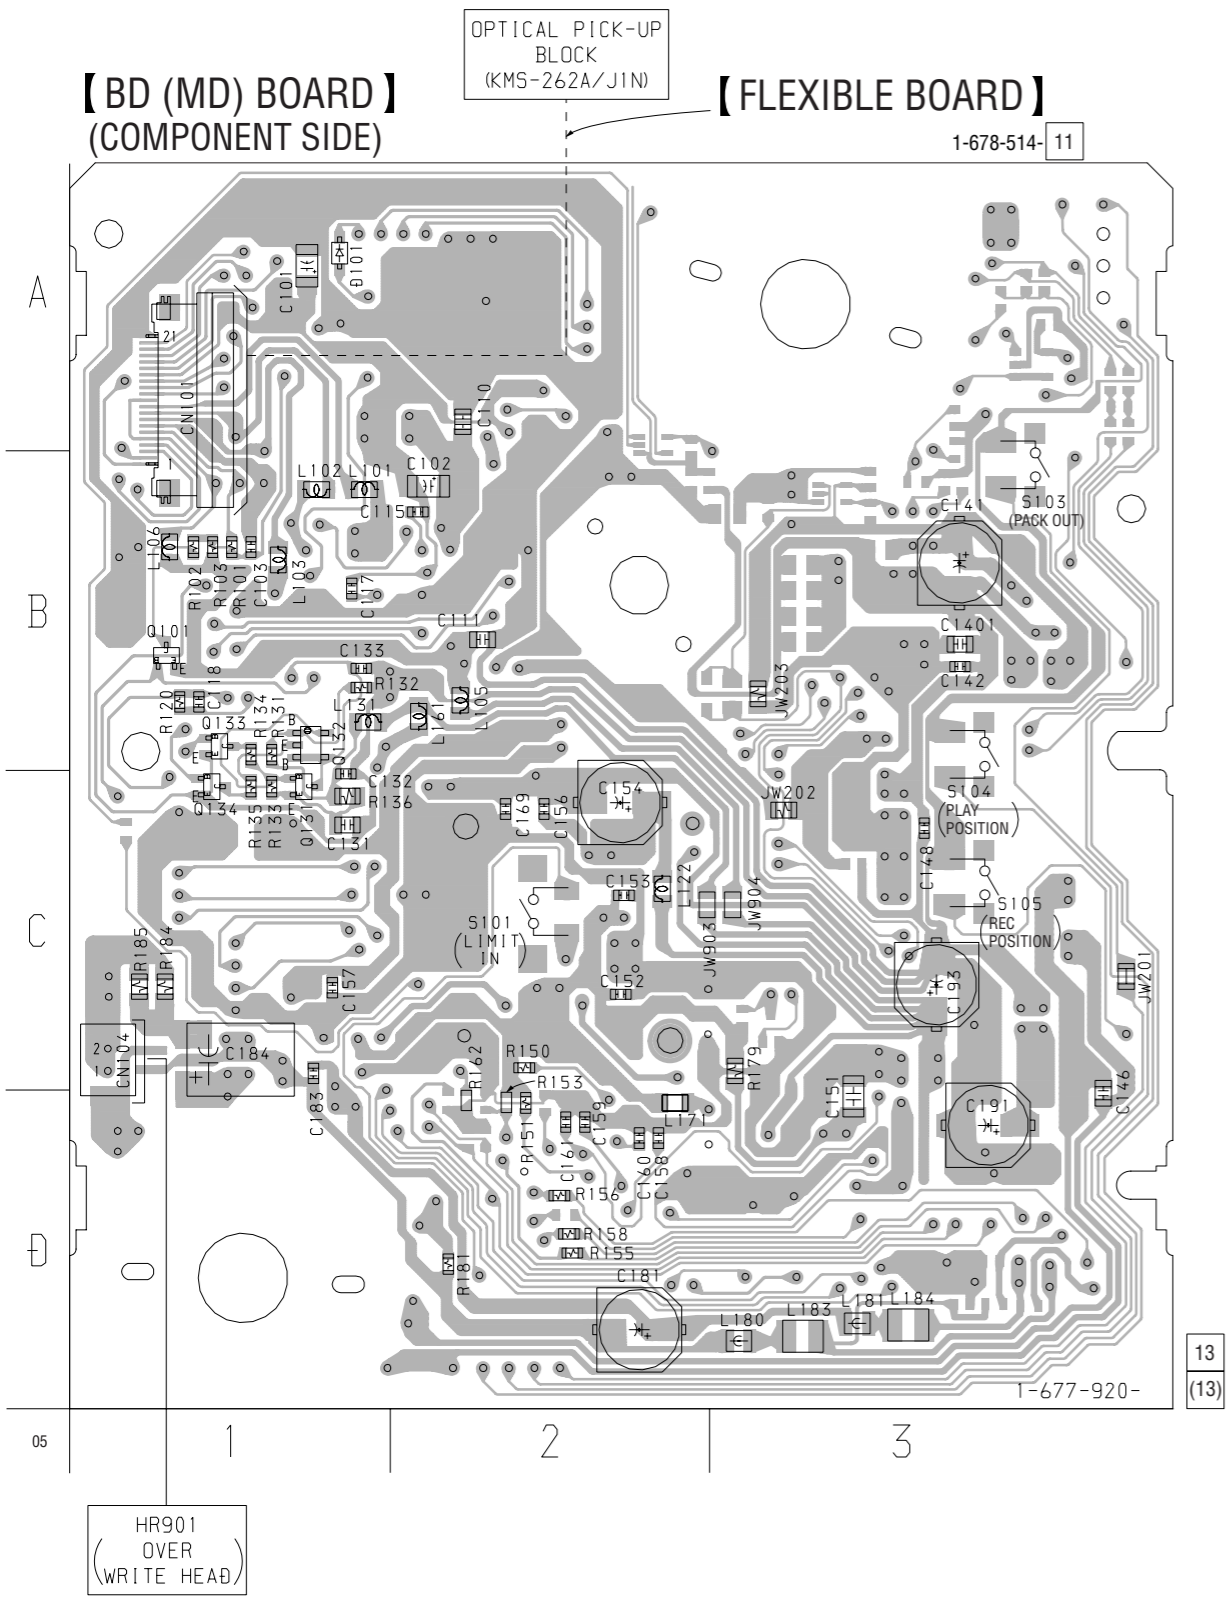 OPTICAL PICK-UP
BLOCK
(KMS-262A/J1N)
【BD (MD) BOARD】
(COMPONENT SIDE)
【FLEXIBLE BOARD】
1-678-514- 11
A
C101
D101
21
CN101
1
C110
L102
L101
C102
C115
S103
(PACK OUT)
C141
L106
R102
R103
R101
C103
L103
C117
B
C111
Q101
E
C133
R132
C1401
C142
R120
C118
Q133
R134
R131
B
L131
L161
L105
JW203
E
E
B
Q132
C132
R136
C154
JW202
S104
(PLAY
POSITION)
Q134
R135
R133
Q131
E
C131
C169
C156
C148
C153
L122
JW904
S101
(LIMIT
IN)
S105
(REC
POSITION)
C
R185
R184
JW903
C157
C152
C193
JW201
2
1
CN104
C184
R162
R150
R153
R179
C183
C151
C146
R151
C161
C159
L171
C191
C160
C158
R156
D
R158
R155
R181
C181
L180
L183
L181
L184
1-677-920-
13
(13)
05
1
2
3
HR901
(OVER
WRITE HEAD)